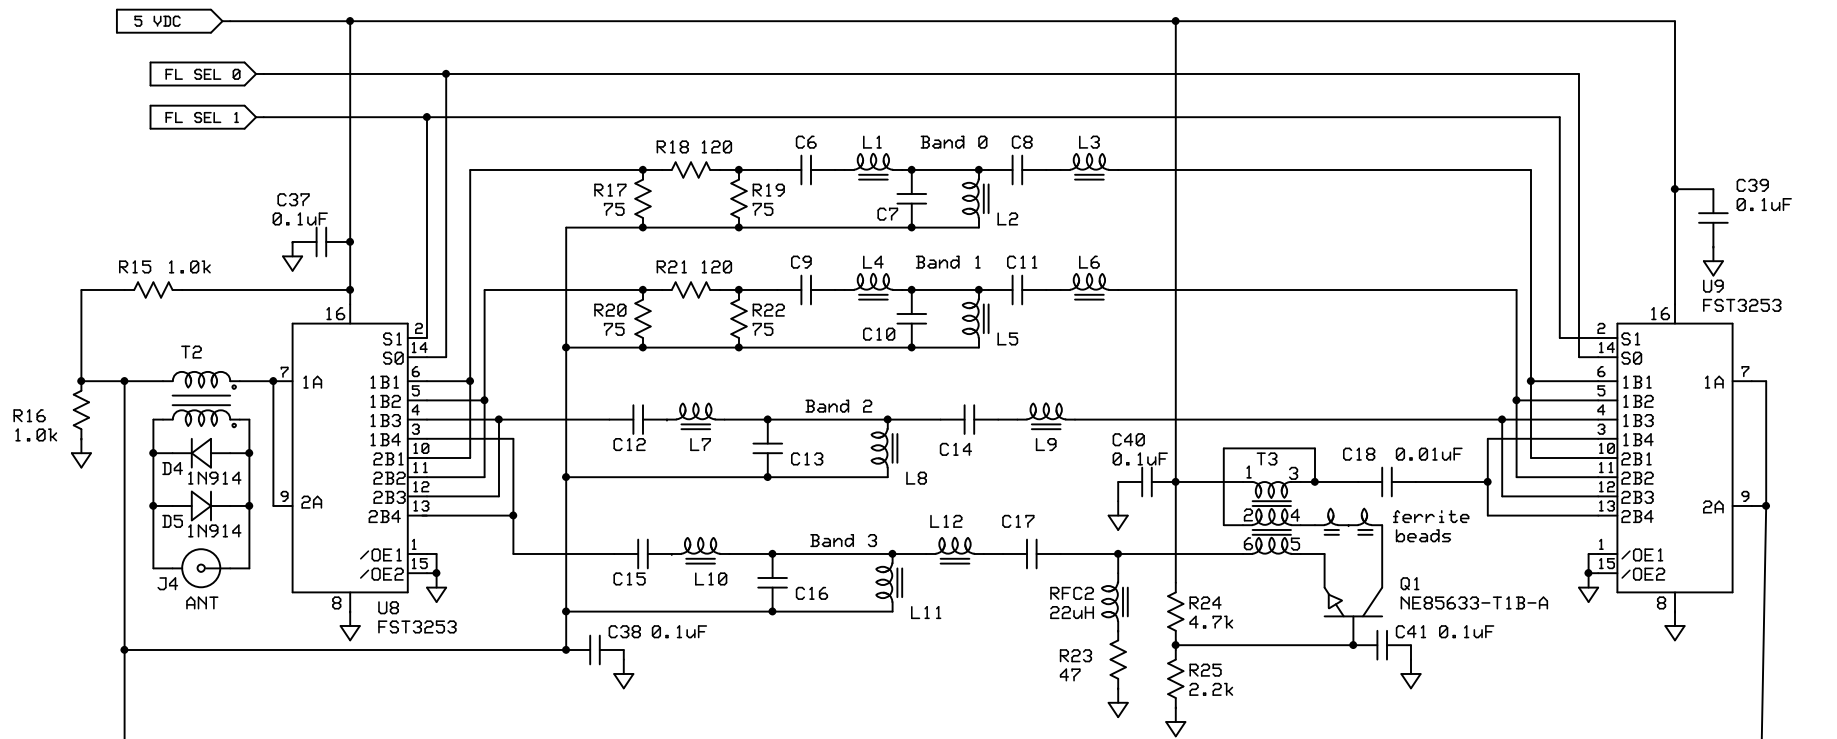 5 VDC
FL SEL 0
FL SEL 1
R18 120
C6
L1
Band 0
C8
L3
R17
75
R19
75
C7
L2
C37
0.1uF
C39
0.1uF
R15 1.0k
R21 120
C9
L4
Band 1
C11
L6
R20
75
R22
75
C10
L5
U9
FST3253
16
2
S1
14
S0
T2
7
1A
6
1B1
5
1B2
4
1B3
3
1B4
10
2B1
11
2B2
12
2B3
13
2B4
9
2A
1
/OE1
15
/OE2
8
U8
FST3253
R16
1.0k
D4
1N914
D5
1N914
J4
ANT
C12
L7
Band 2
C13
L8
C14
L9
C15
L10
Band 3
C16
L11
L12
C17
C38 0.1uF
C40
0.1uF
T3
1
3
2
4
6
5
C18 0.01uF
ferrite
beads
RFC2
22uH
R23
47
R24
4.7k
R25
2.2k
Q1
NE85633-T1B-A
C41 0.1uF
16
2
S1
14
S0
6
1B1
5
1B2
4
1B3
3
1B4
10
2B1
11
2B2
12
2B3
13
2B4
1A
7
2A
9
1
/OE1
15
/OE2
8